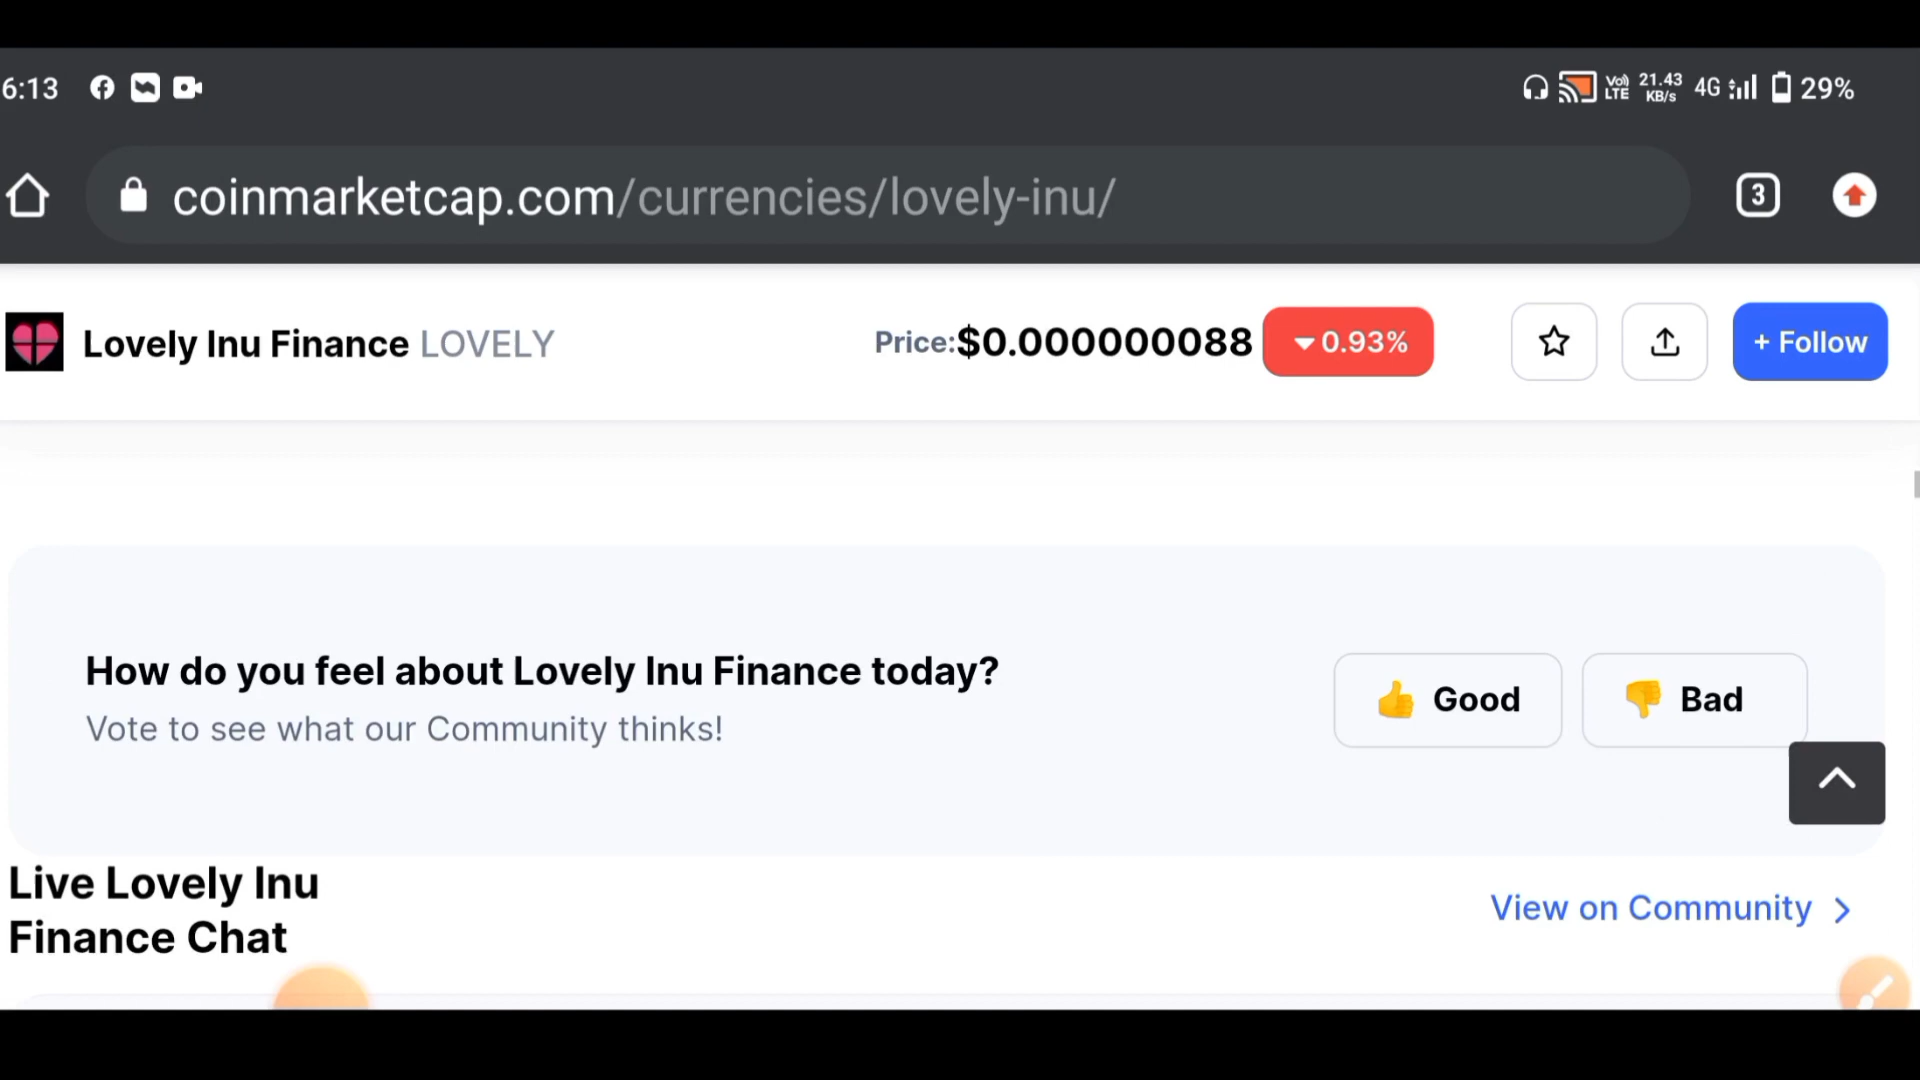 6:13
Vo) LTE 21.43 KB/s 4G 29%
coinmarketcap.com/currencies/lovely-inu/ 3
Lovely Inu Finance LOVELY Price:$0.000000088 0.93% + Follow
How do you feel about Lovely Inu Finance today?
Vote to see what our Community thinks!
Good Bad
Live Lovely Inu
Finance Chat
View on Community